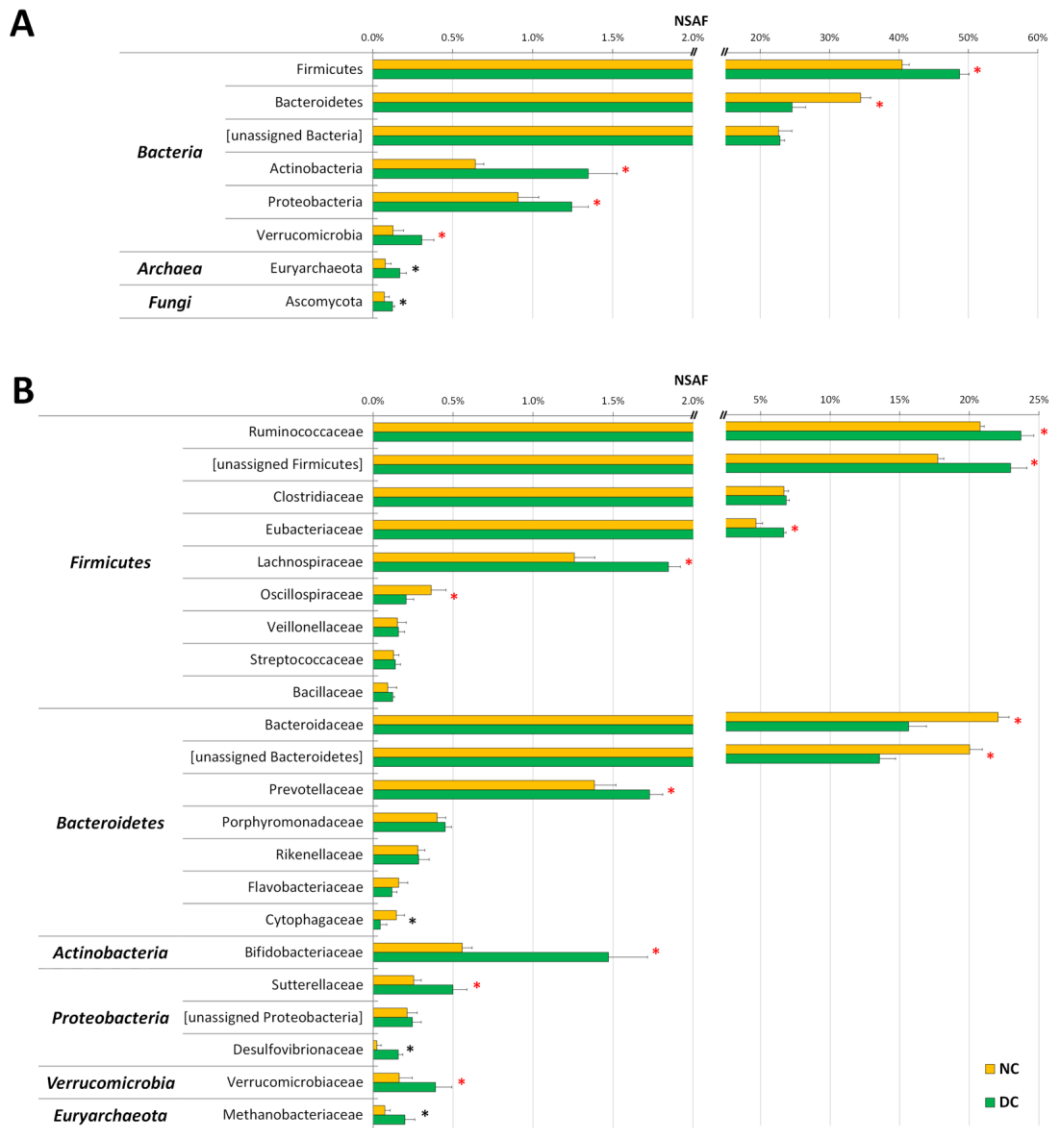 A
NSAF
0.0% 0.5% 1.0% 1.5% 2.0% // 20% 30% 40% 50% 60%
Firmicutes *
Bacteroidetes *
[unassigned Bacteria]
Bacteria
Actinobacteria *
Proteobacteria *
Verrucomicrobia *
Archaea Euryarchaeota *
Fungi Ascomycota *
B
NSAF
0.0% 0.5% 1.0% 1.5% 2.0% // 5% 10% 15% 20% 25%
Ruminococcaceae *
[unassigned Firmicutes] *
Clostridiaceae
Eubacteriaceae *
Firmicutes
Lachnospiraceae *
Oscillospiraceae *
Veillonellaceae
Streptococcaceae
Bacillaceae
Bacteroidaceae *
[unassigned Bacteroidetes] *
Prevotellaceae *
Bacteroidetes Porphyromonadaceae
Rikenellaceae
Flavobacteriaceae
Cytophagaceae *
Actinobacteria Bifidobacteriaceae *
Sutterellaceae *
Proteobacteria [unassigned Proteobacteria]
Desulfovibrionaceae *
Verrucomicrobia Verrucomicrobiaceae *
Euryarchaeota Methanobacteriaceae *
NC
DC